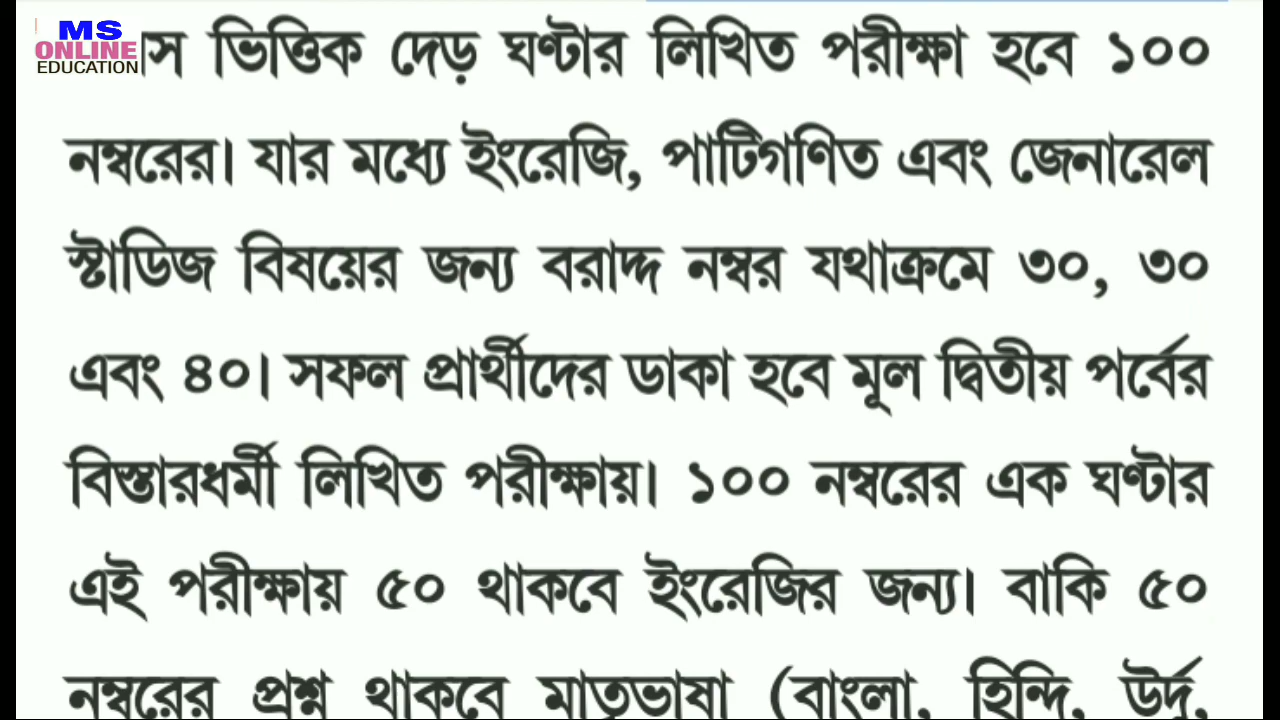 MS
ONLINE
EDUCATION
ভিত্তিক দেড় ঘণ্টার লিখিত পরীক্ষা হবে ১০০
নম্বরের। যার মধ্যে ইংরেজি, পাটিগণিত এবং জেনারেল
স্টাডিজ বিষয়ের জন্য বরাদ্দ নম্বর যথাক্রমে ৩০, ৩০
এবং ৪০। সফল প্রার্থীদের ডাকা হবে মূল দ্বিতীয় পর্বের
বিস্তারধর্মী লিখিত পরীক্ষায়। ১০০ নম্বরের এক ঘণ্টার
এই পরীক্ষায় ৫০ থাকবে ইংরেজির জন্য। বাকি ৫০
নম্বরের প্রশ্ন থাকবে মাতৃভাষা (বাংলা, হিন্দি, উর্দু,